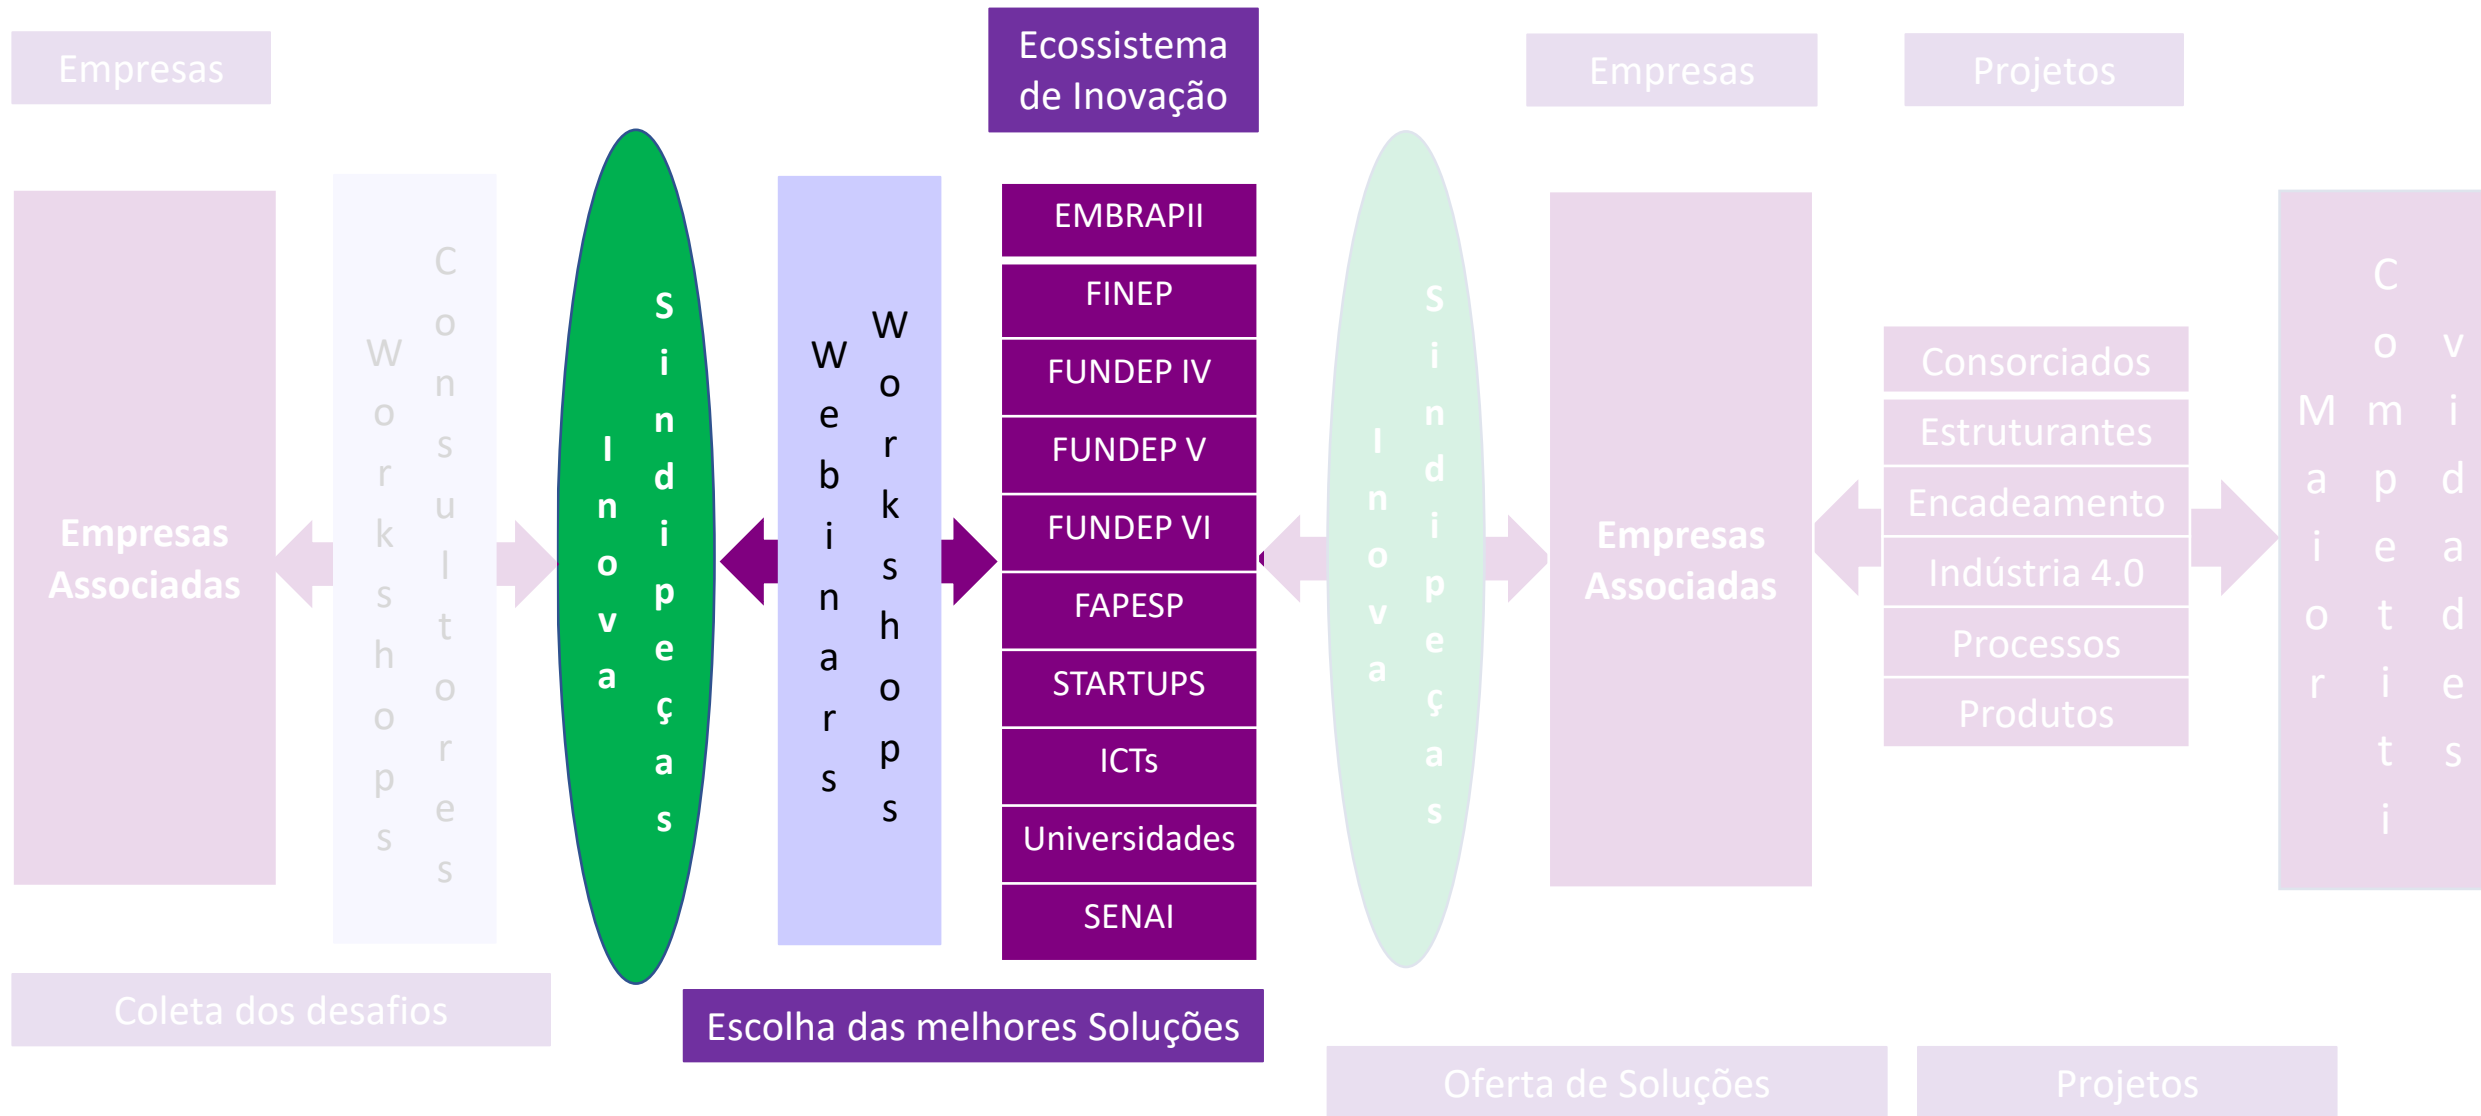 Empresas
Ecossistema
de Inovação
Empresas
Projetos
Empresas
Associadas
Workshops
Consultores
Inova
Sindipeças
Webinars
Workshops
EMBRAPII
FINEP
FUNDEP IV
FUNDEP V
FUNDEP VI
FAPESP
STARTUPS
ICTs
Universidades
SENAI
Inova
Sindipeças
Empresas
Associadas
Consorciados
Estruturantes
Encadeamento
Indústria 4.0
Processos
Produtos
Maior
Competiti
vidades
Coleta dos desafios
Escolha das melhores Soluções
Oferta de Soluções
Projetos